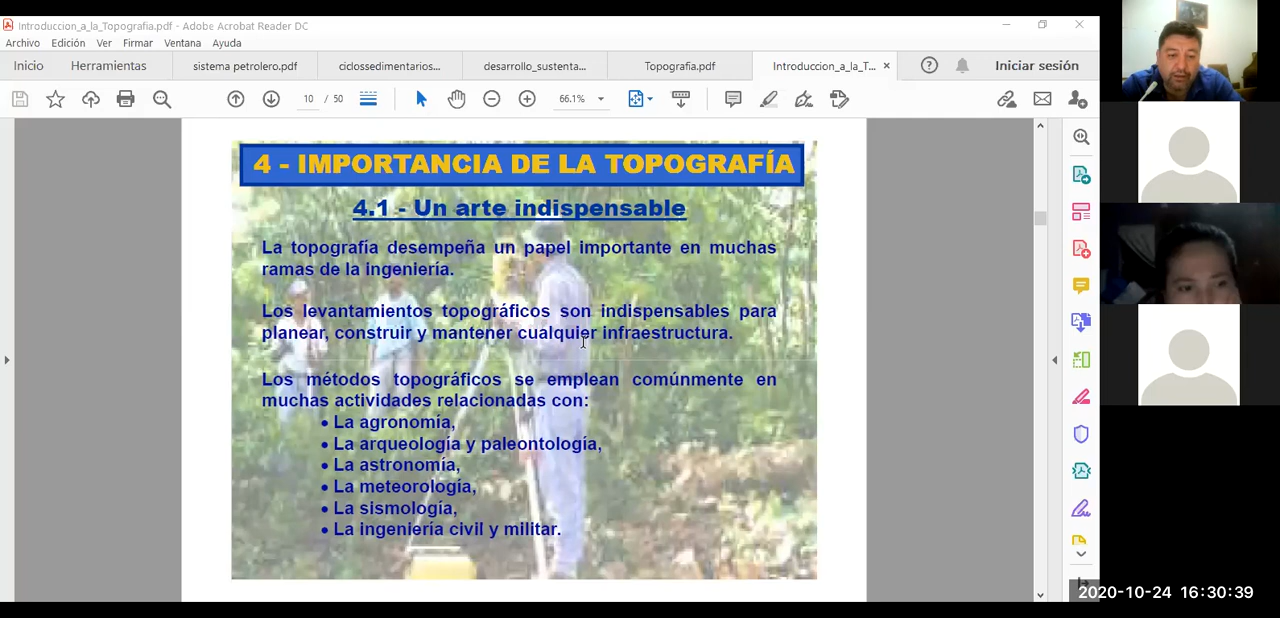 Introduccion_a_la_Topografia.pdf - Adobe Acrobat Reader DC
Archivo Edición Ver Firmar Ventana Ayuda
Inicio Herramientas sistema petrolero.pdf ciclossedimentarios... desarrollo_sustenta... Topografia.pdf Introduccion_a_la_T... Iniciar sesión
10 / 50 66.1%
4 - IMPORTANCIA DE LA TOPOGRAFÍA
4.1 - Un arte indispensable
La topografía desempeña un papel importante en muchas
ramas de la ingeniería.
Los levantamientos topográficos son indispensables para
planear, construir y mantener cualquier infraestructura.
Los métodos topográficos se emplean comúnmente en
muchas actividades relacionadas con:
• La agronomía,
• La arqueología y paleontología,
• La astronomía,
• La meteorología,
• La sismología,
• La ingeniería civil y militar.
2020-10-24 16:30:39